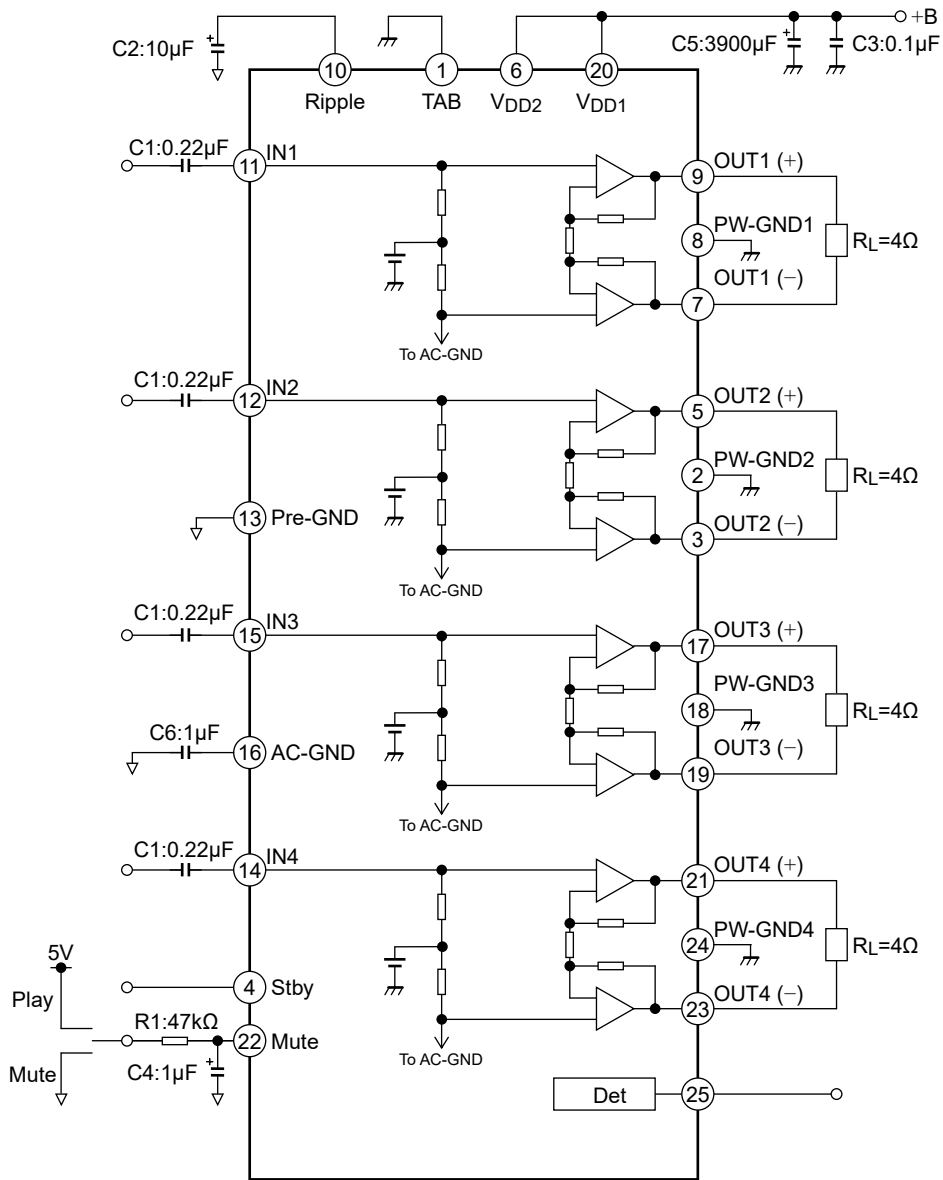 C2:10μF
+
C5:3900μF
+
C3:0.1μF
+B
10
1
6
20
Ripple
TAB
VDD2
VDD1
C1:0.22μF
11
IN1
9
OUT1 (+)
8
PW-GND1
RL=4Ω
7
OUT1 (−)
To AC-GND
C1:0.22μF
12
IN2
5
OUT2 (+)
2
PW-GND2
RL=4Ω
13
Pre-GND
3
OUT2 (−)
To AC-GND
C1:0.22μF
15
IN3
17
OUT3 (+)
18
PW-GND3
RL=4Ω
C6:1μF
16
AC-GND
19
OUT3 (−)
To AC-GND
C1:0.22μF
14
IN4
21
OUT4 (+)
24
PW-GND4
RL=4Ω
5V
Play
4
Stby
23
OUT4 (−)
R1:47kΩ
22
Mute
To AC-GND
Mute
C4:1μF
+
Det
25